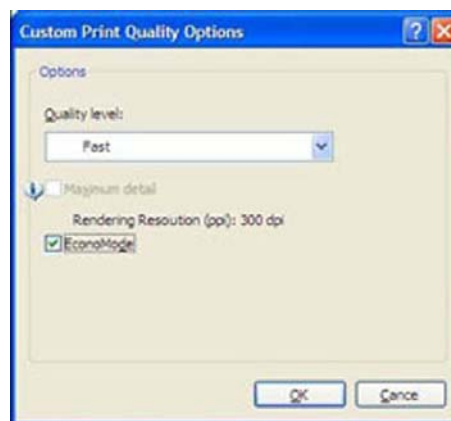 Custom Print Quality Options
Options
Quality level:
Fast
Maximum detail
Rendering Resoution (ppi): 300 dpi
EconoMode
OK
Cance